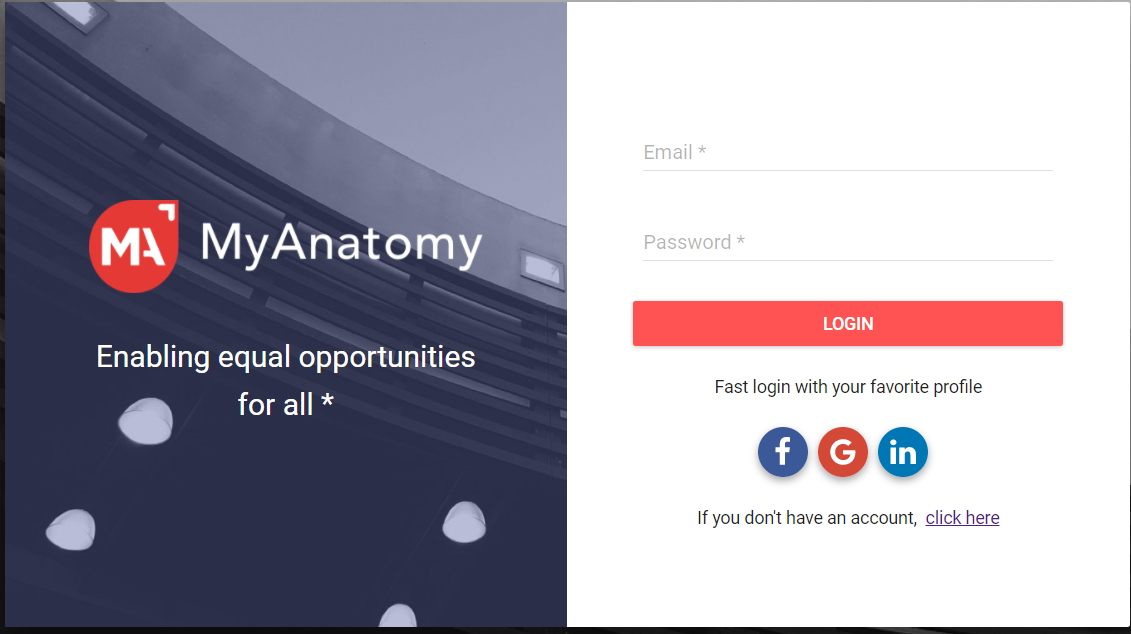 MA MyAnatomy
Enabling equal opportunities
for all *
Email *
Password *
LOGIN
Fast login with your favorite profile
f G in
If you don't have an account, click here